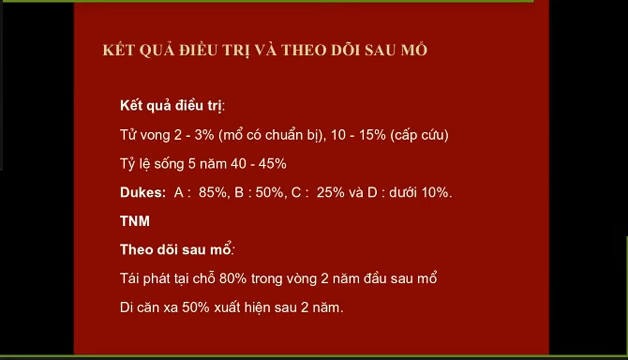 KẾT QUẢ ĐIỀU TRỊ VÀ THEO DÕI SAU MỔ
Kết quả điều trị:
Tử vong 2 - 3% (mổ có chuẩn bị), 10 - 15% (cấp cứu)
Tỷ lệ sống 5 năm 40 - 45%
Dukes: A : 85%, B : 50%, C : 25% và D : dưới 10%.
TNM
Theo dõi sau mổ:
Tái phát tại chỗ 80% trong vòng 2 năm đầu sau mổ
Di căn xa 50% xuất hiện sau 2 năm.